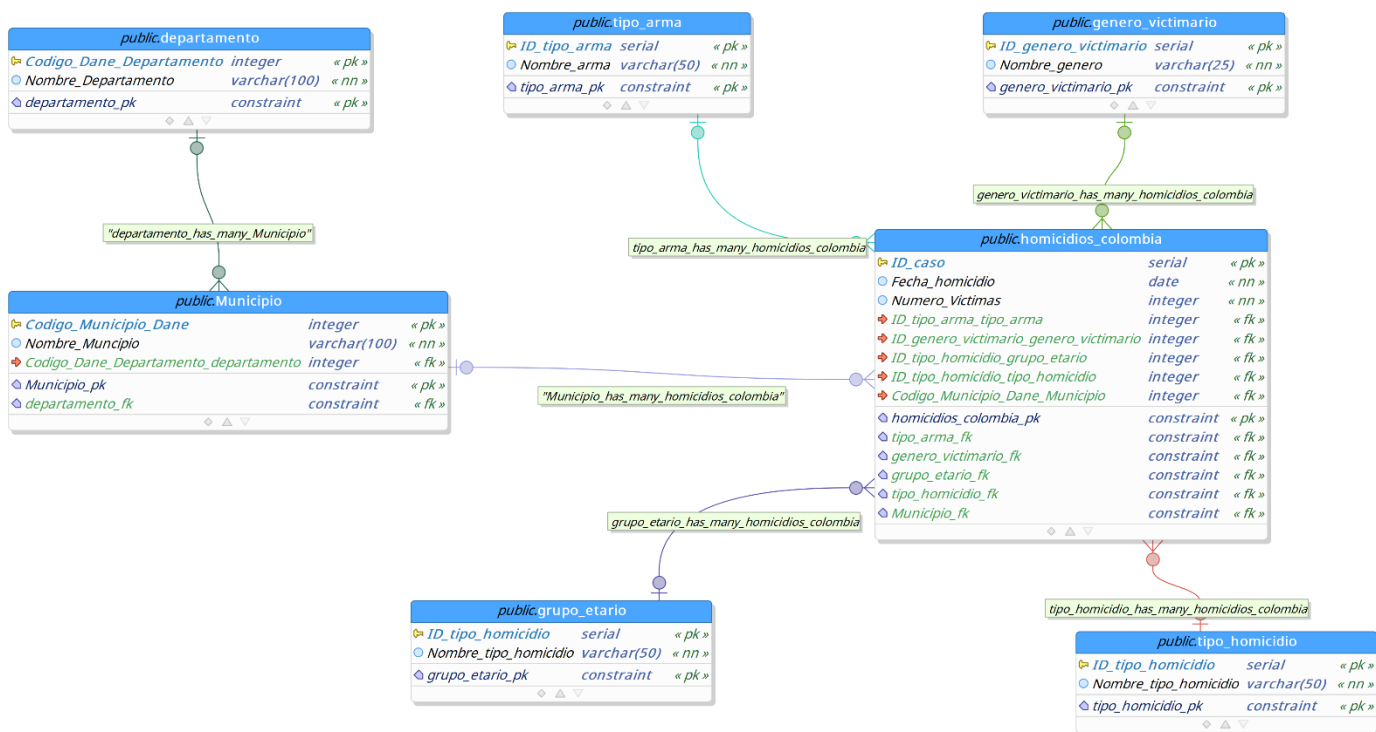 public.departamento
Codigo_Dane_Departamento integer « pk »
Nombre_Departamento varchar(100) « nn »
departamento_pk constraint « pk »
public.tipo_arma
ID_tipo_arma serial « pk »
Nombre_arma varchar(50) « nn »
tipo_arma_pk constraint « pk »
public.genero_victimario
ID_genero_victimario serial « pk »
Nombre_genero varchar(25) « nn »
genero_victimario_pk constraint « pk »
genero_victimario_has_many_homicidios_colombia
"departamento_has_many_Municipio"
tipo_arma_has_many_homicidios_colombia
public.homicidios_colombia
ID_caso serial « pk »
Fecha_homicidio date « nn »
Numero_Victimas integer « nn »
ID_tipo_arma_tipo_arma integer « fk »
ID_genero_victimario_genero_victimario integer « fk »
ID_tipo_homicidio_grupo_etario integer « fk »
ID_tipo_homicidio_tipo_homicidio integer « fk »
Codigo_Municipio_Dane_Municipio integer « fk »
homicidios_colombia_pk constraint « pk »
tipo_arma_fk constraint « fk »
genero_victimario_fk constraint « fk »
grupo_etario_fk constraint « fk »
tipo_homicidio_fk constraint « fk »
Municipio_fk constraint « fk »
public.Municipio
Codigo_Municipio_Dane integer « pk »
Nombre_Muncipio varchar(100) « nn »
Codigo_Dane_Departamento_departamento integer « fk »
Municipio_pk constraint « pk »
departamento_fk constraint « fk »
"Municipio_has_many_homicidios_colombia"
grupo_etario_has_many_homicidios_colombia
public.grupo_etario
ID_tipo_homicidio serial « pk »
Nombre_tipo_homicidio varchar(50) « nn »
grupo_etario_pk constraint « pk »
tipo_homicidio_has_many_homicidios_colombia
public.tipo_homicidio
ID_tipo_homicidio serial « pk »
Nombre_tipo_homicidio varchar(50) « nn »
tipo_homicidio_pk constraint « pk »